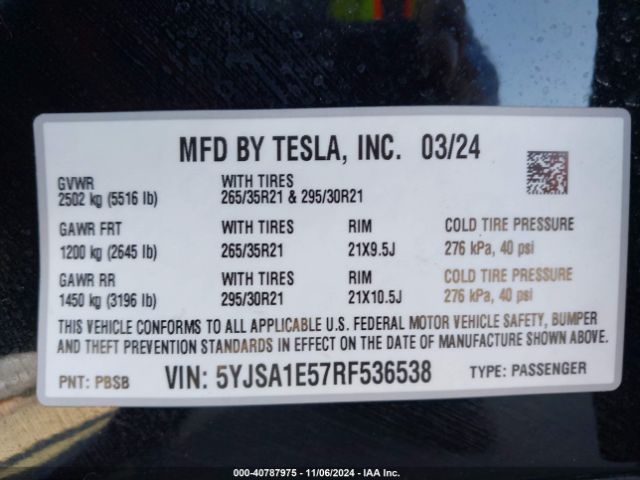 MFD BY TESLA, INC. 03/24
GVWR
2502 kg (5516 lb)
WITH TIRES
265/35R21 & 295/30R21
GAWR FRT
1200 kg (2645 lb)
WITH TIRES
265/35R21
RIM
21X9.5J
COLD TIRE PRESSURE
276 kPa, 40 psi
GAWR RR
1450 kg (3196 lb)
WITH TIRES
295/30R21
RIM
21X10.5J
COLD TIRE PRESSURE
276 kPa, 40 psi
THIS VEHICLE CONFORMS TO ALL APPLICABLE U.S. FEDERAL MOTOR VEHICLE SAFETY, BUMPER
AND THEFT PREVENTION STANDARDS IN EFFECT ON THE DATE OF MANUFACTURE SHOWN ABOVE.
PNT: PBSB VIN: 5YJSA1E57RF536538 TYPE: PASSENGER
000-40787975 - 11/06/2024 - IAA Inc.